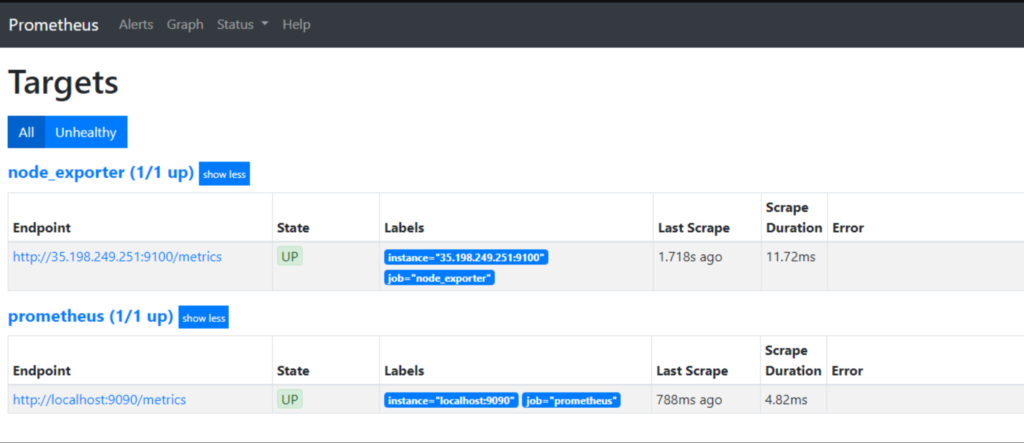 Prometheus Alerts Graph Status Help
Targets
All Unhealthy
node_exporter (1/1 up) show less
Endpoint State Labels Last Scrape Scrape Duration Error
http://35.198.249.251:9100/metrics UP instance="35.198.249.251:9100" 1.718s ago 11.72ms
job="node_exporter"
prometheus (1/1 up) show less
Endpoint State Labels Last Scrape Scrape Duration Error
http://localhost:9090/metrics UP instance="localhost:9090" job="prometheus" 788ms ago 4.82ms